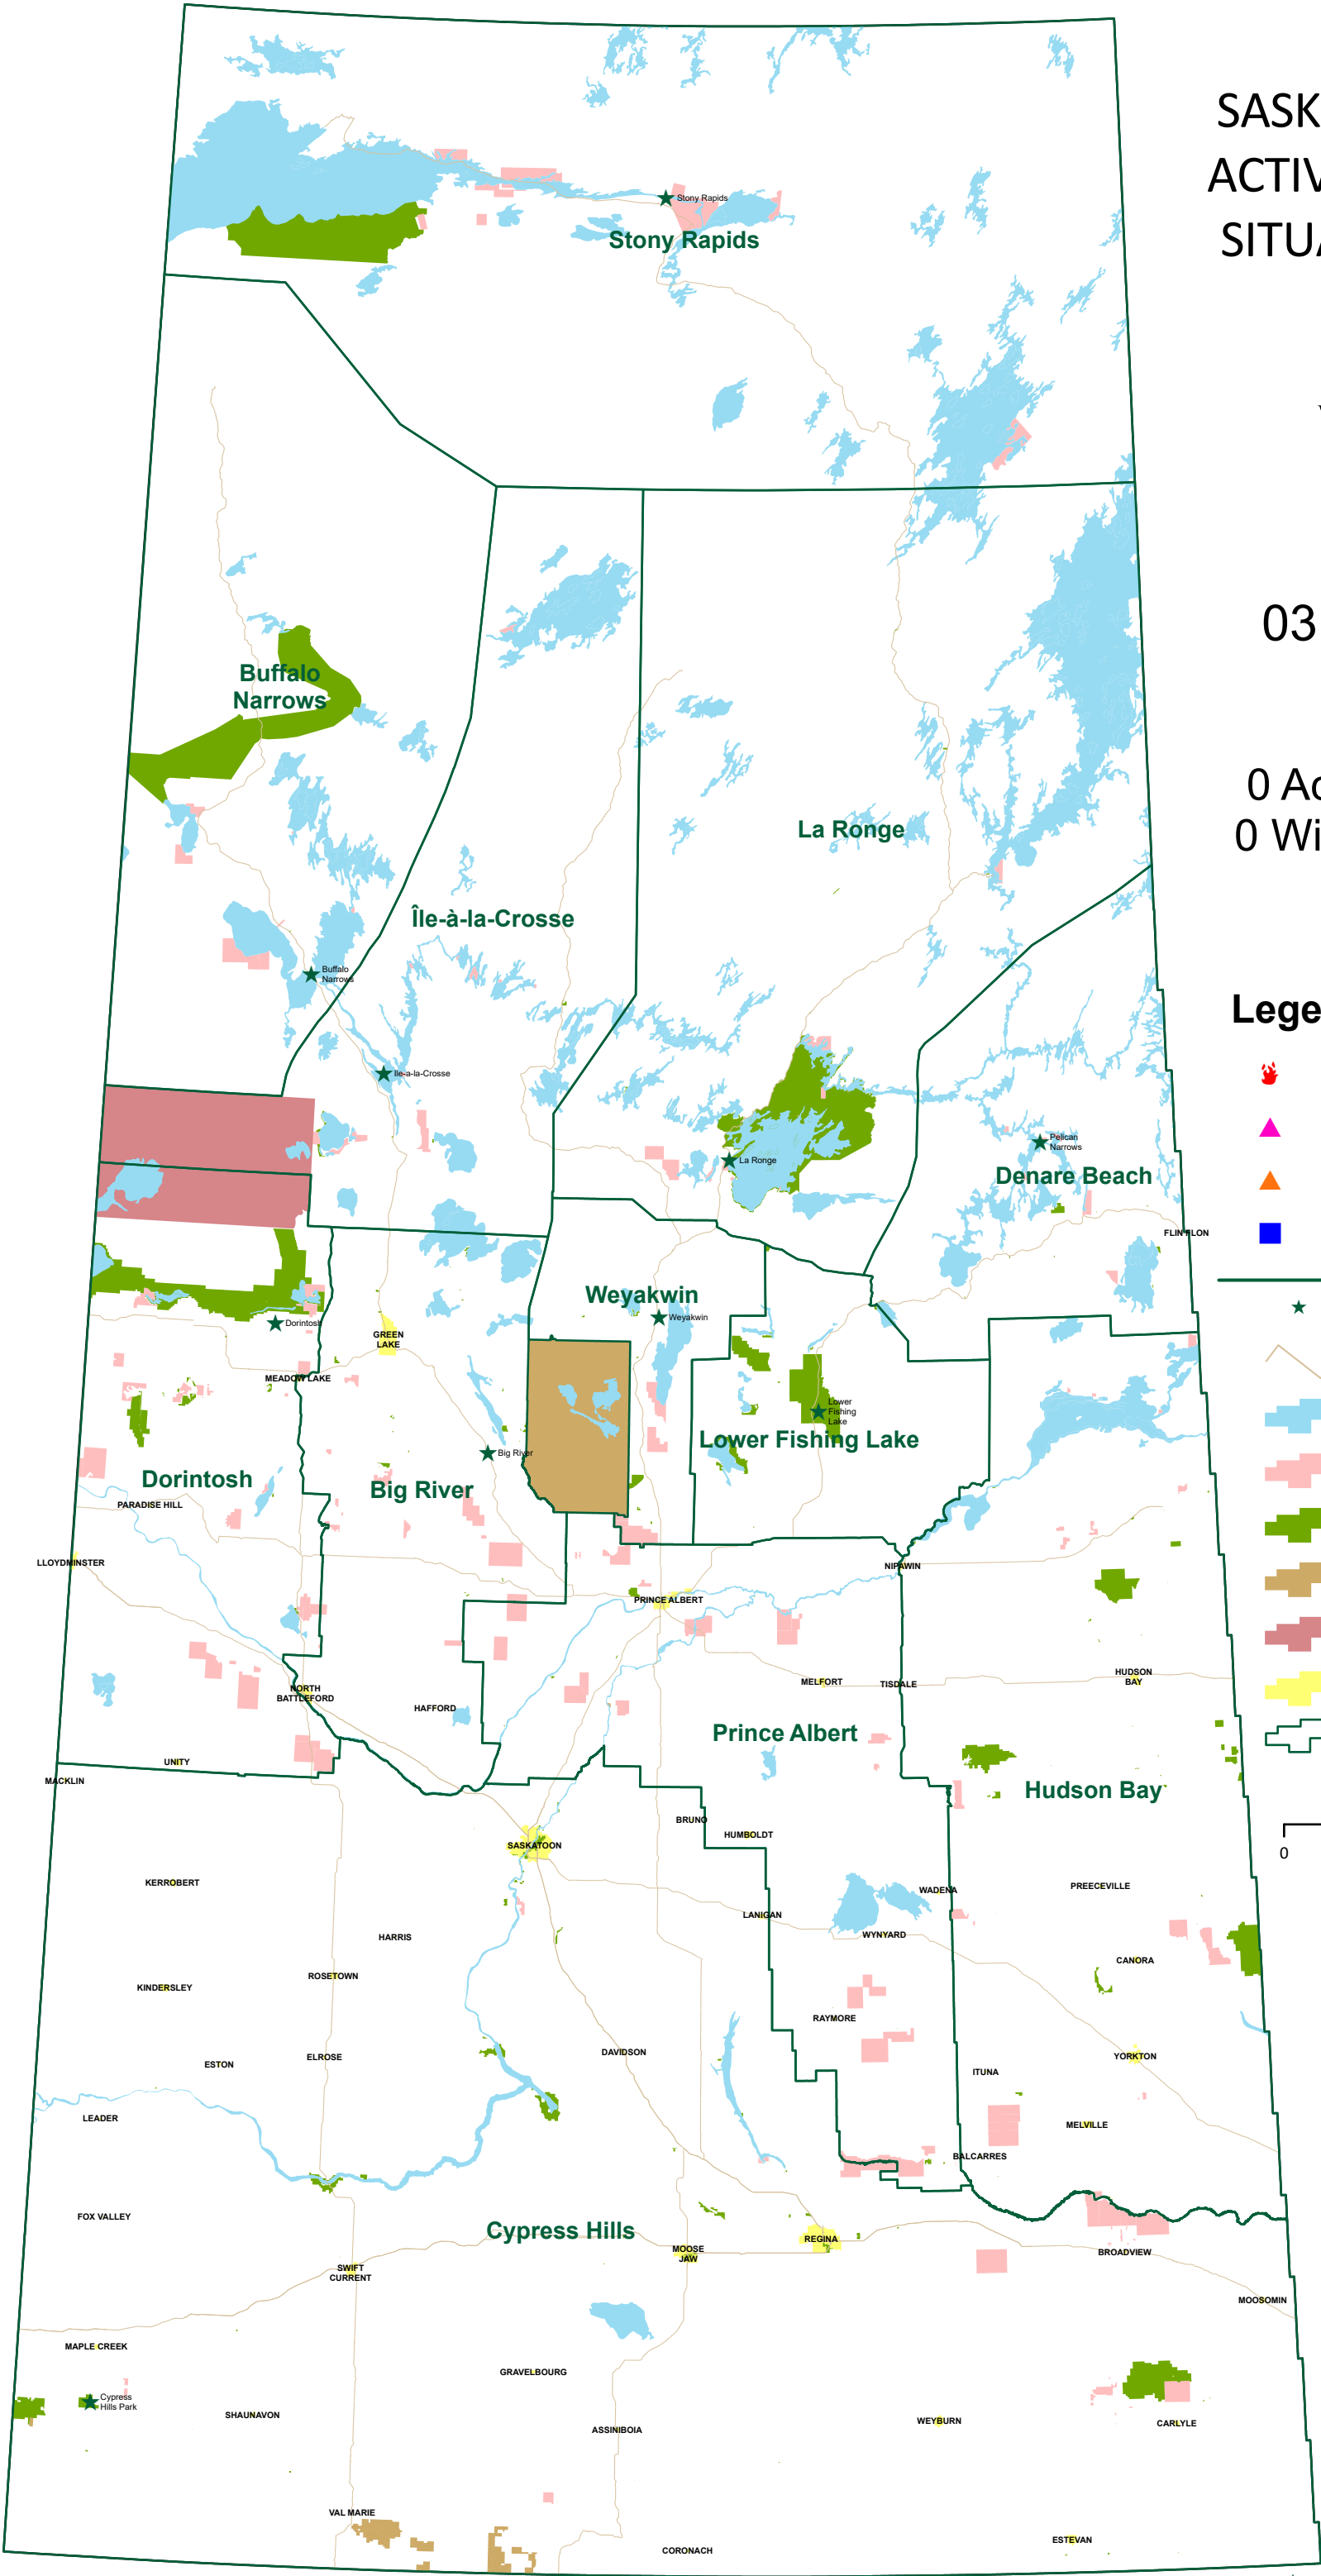 SASK
ACTIV
SITUA
Stony Rapids
Stony Rapids
03
Buffalo
Narrows
0 Ac
0 Wi
La Ronge
Île-à-la-Crosse
Buffalo
Narrows
Lege
Ile-a-la-Crosse
Pelican
Narrows
La Ronge
Denare Beach
FLIN FLON
Weyakwin
Weyakwin
Dorintosh
GREEN
LAKE
MEADOW LAKE
Lower
Fishing
Lake
Lower Fishing Lake
Big River
Dorintosh
Big River
PARADISE HILL
LLOYDMINSTER
NIPAWIN
PRINCE ALBERT
HUDSON
BAY
MELFORT
TISDALE
NORTH
BATTLEFORD
HAFFORD
Prince Albert
UNITY
MACKLIN
Hudson Bay
BRUNO
HUMBOLDT
SASKATOON
0
KERROBERT
PREECEVILLE
WADENA
LANIGAN
WYNYARD
HARRIS
CANORA
ROSETOWN
KINDERSLEY
RAYMORE
DAVIDSON
YORKTON
ELROSE
ESTON
ITUNA
LEADER
MELVILLE
BALCARRES
FOX VALLEY
Cypress Hills
REGINA
MOOSE
JAW
BROADVIEW
SWIFT
CURRENT
MOOSOMIN
MAPLE CREEK
GRAVELBOURG
Cypress
Hills Park
SHAUNAVON
WEYBURN
CARLYLE
ASSINIBOIA
VAL MARIE
ESTEVAN
CORONACH